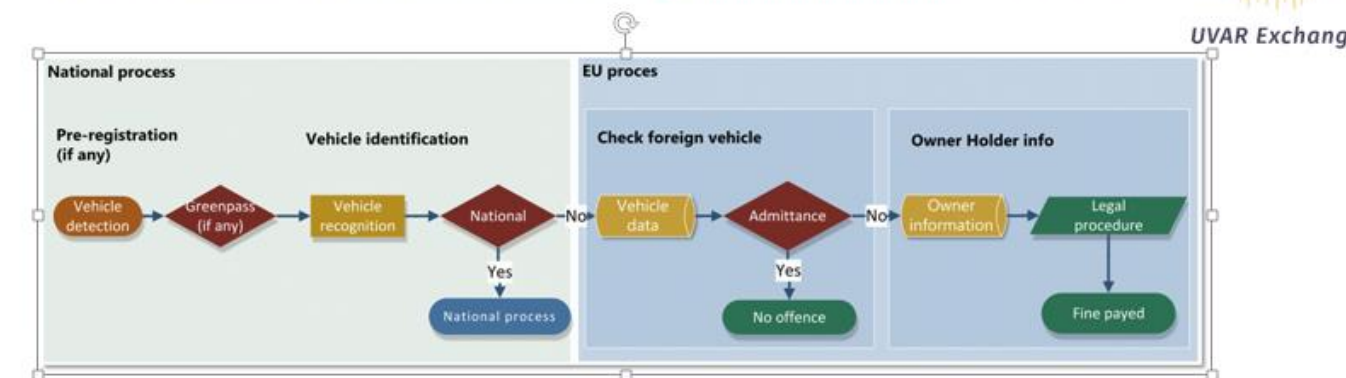 UVAR Exchang
National process
EU proces
Pre-registration
(if any)
Vehicle identification
Check foreign vehicle
Owner Holder info
Vehicle
detection
Greenpass
(if any)
Vehicle
recognition
National
No
Vehicle
data
Admittance
No
Owner
information
Legal
procedure
Yes
Yes
National process
No offence
Fine payed